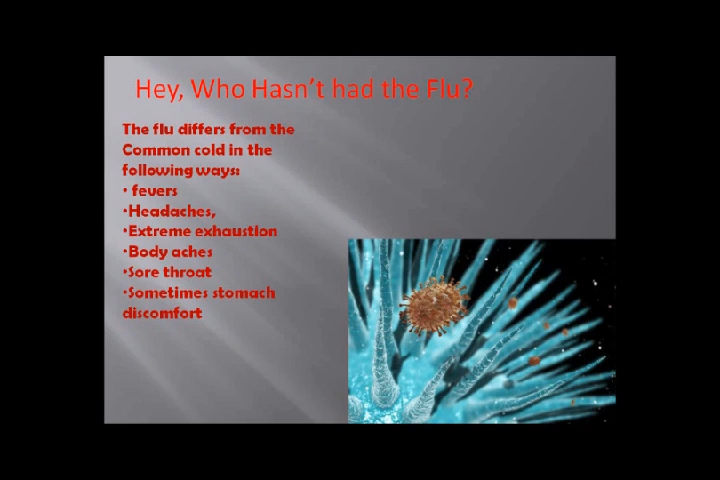 Hey, Who Hasn't had the Flu?
The flu differs from the
Common cold in the
following ways:
• fevers
•Headaches,
•Extreme exhaustion
•Body aches
•Sore throat
•Sometimes stomach
discomfort